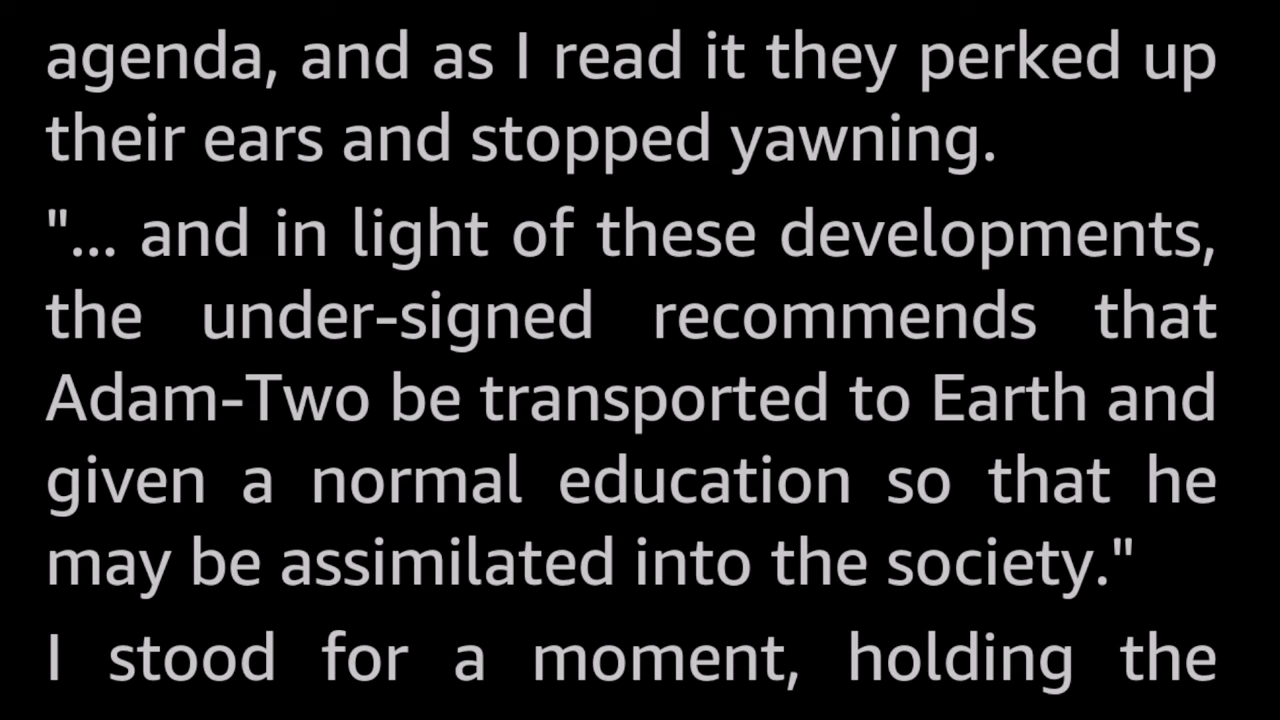 agenda, and as I read it they perked up
their ears and stopped yawning.
"... and in light of these developments,
the under-signed recommends that
Adam-Two be transported to Earth and
given a normal education so that he
may be assimilated into the society."
I stood for a moment, holding the